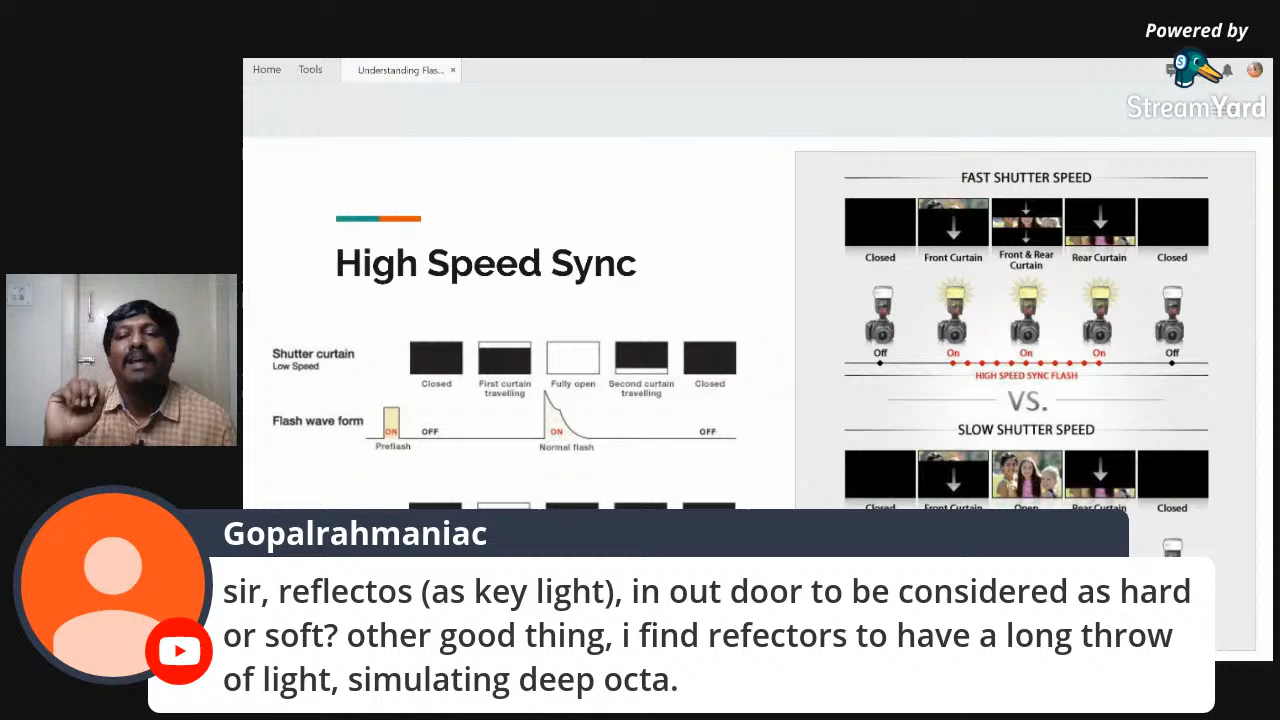 Powered by
StreamYard
Home Tools Understanding Flas... ×
High Speed Sync
Shutter curtain
Low Speed
Closed
First curtain
travelling
Fully open
Second curtain
travelling
Closed
Flash wave form
ON
OFF
ON
OFF
Preflash
Normal flash
FAST SHUTTER SPEED
Closed
Front Curtain
Front & Rear
Curtain
Rear Curtain
Closed
Off
On
On
On
Off
HIGH SPEED SYNC FLASH
VS.
SLOW SHUTTER SPEED
Closed
Front Curtain
Open
Rear Curtain
Closed
Gopalrahmaniac
sir, reflectos (as key light), in out door to be considered as hard
or soft? other good thing, i find refectors to have a long throw
of light, simulating deep octa.